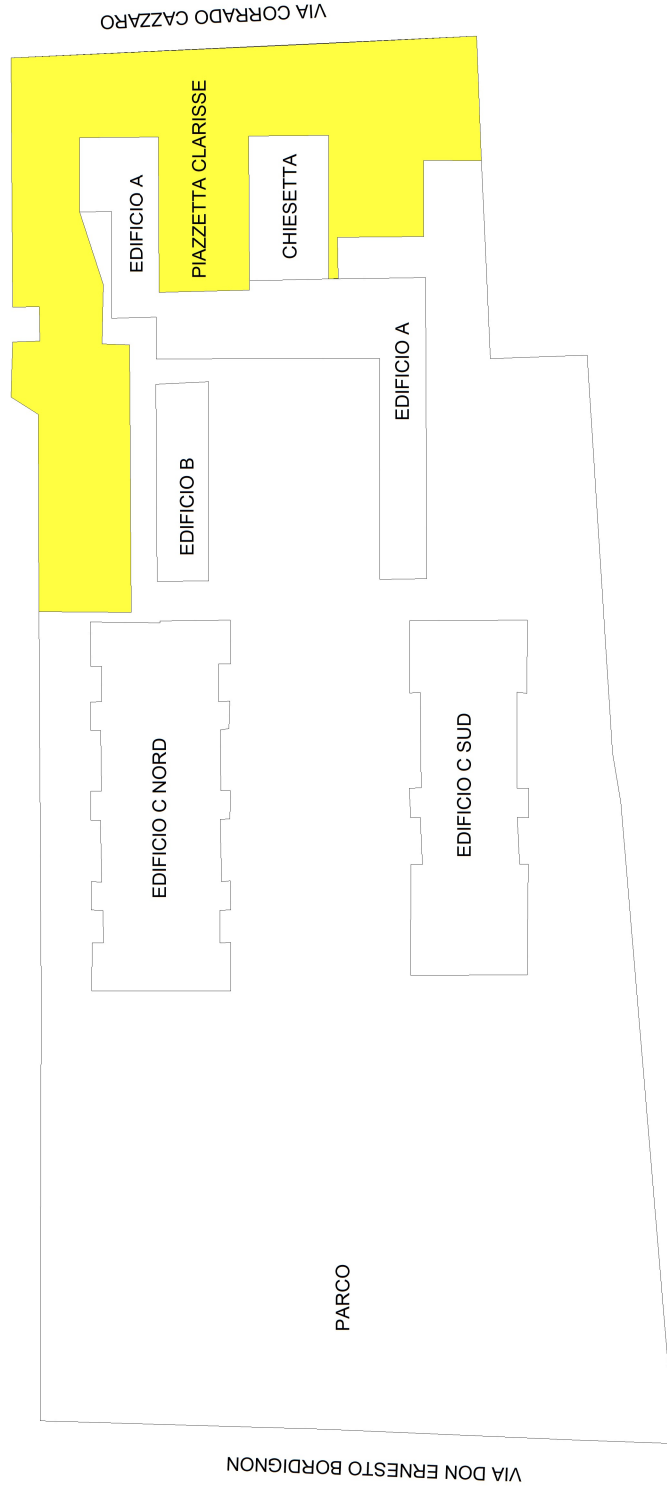 VIA CORRADO CAZZARO
PIAZZETTA CLARISSE
EDIFICIO A
CHIESETTA
EDIFICIO A
EDIFICIO B
EDIFICIO C NORD
EDIFICIO C SUD
PARCO
VIA DON ERNESTO BORDIGNON